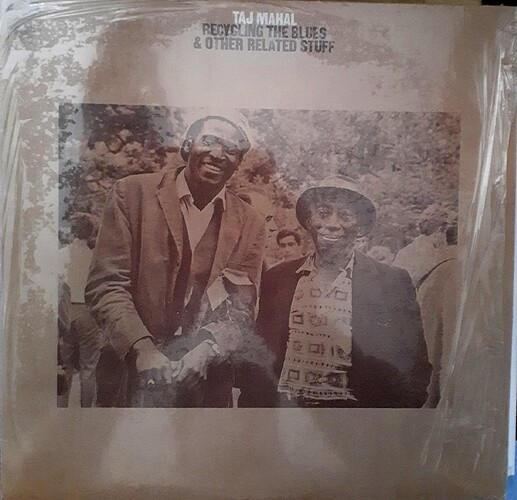 TAJ MAHAL
RECYCLING THE BLUES
& OTHER RELATED STUFF